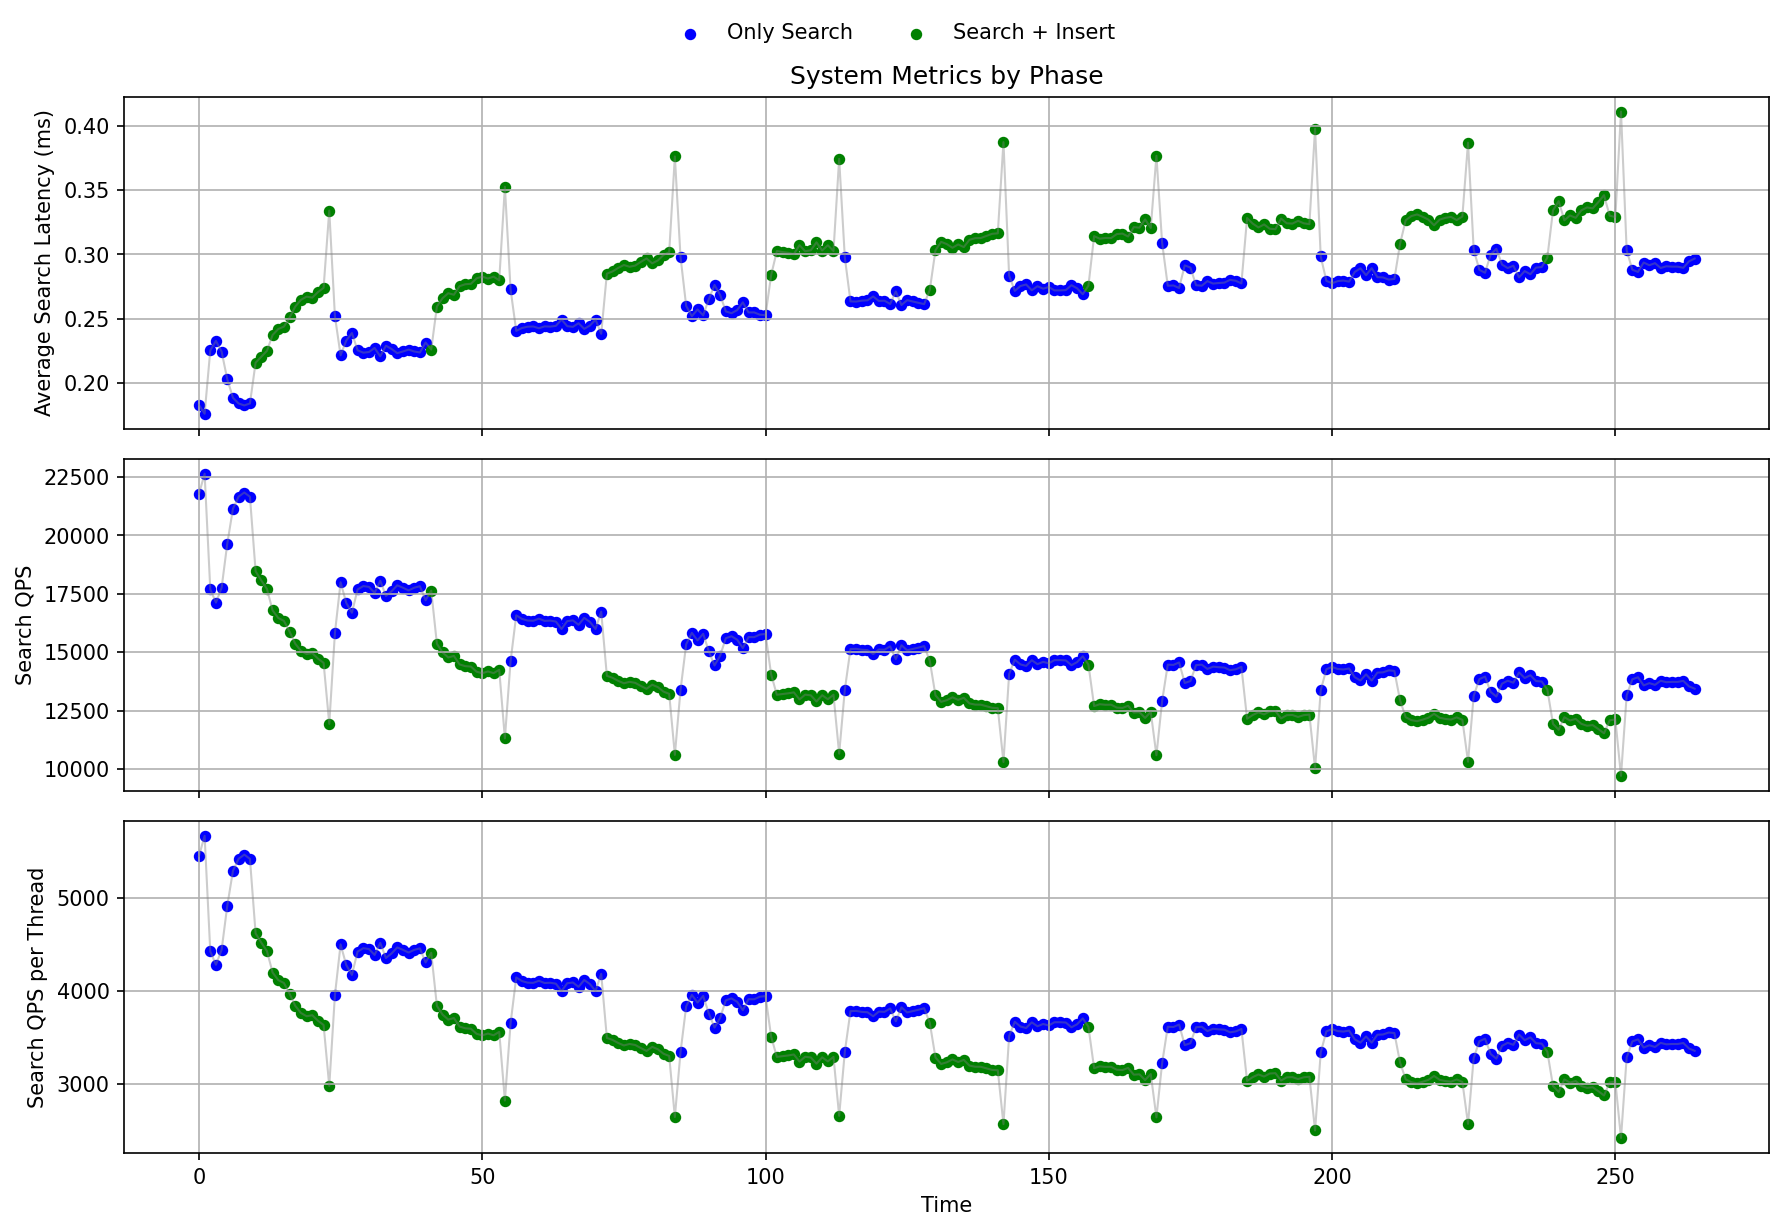 Only Search
Search + Insert
System Metrics by Phase
Average Search Latency (ms)
0.40
0.35
0.30
0.25
0.20
Search QPS
22500
20000
17500
15000
12500
10000
Search QPS per Thread
5000
4000
3000
0 50 100 150 200 250
Time